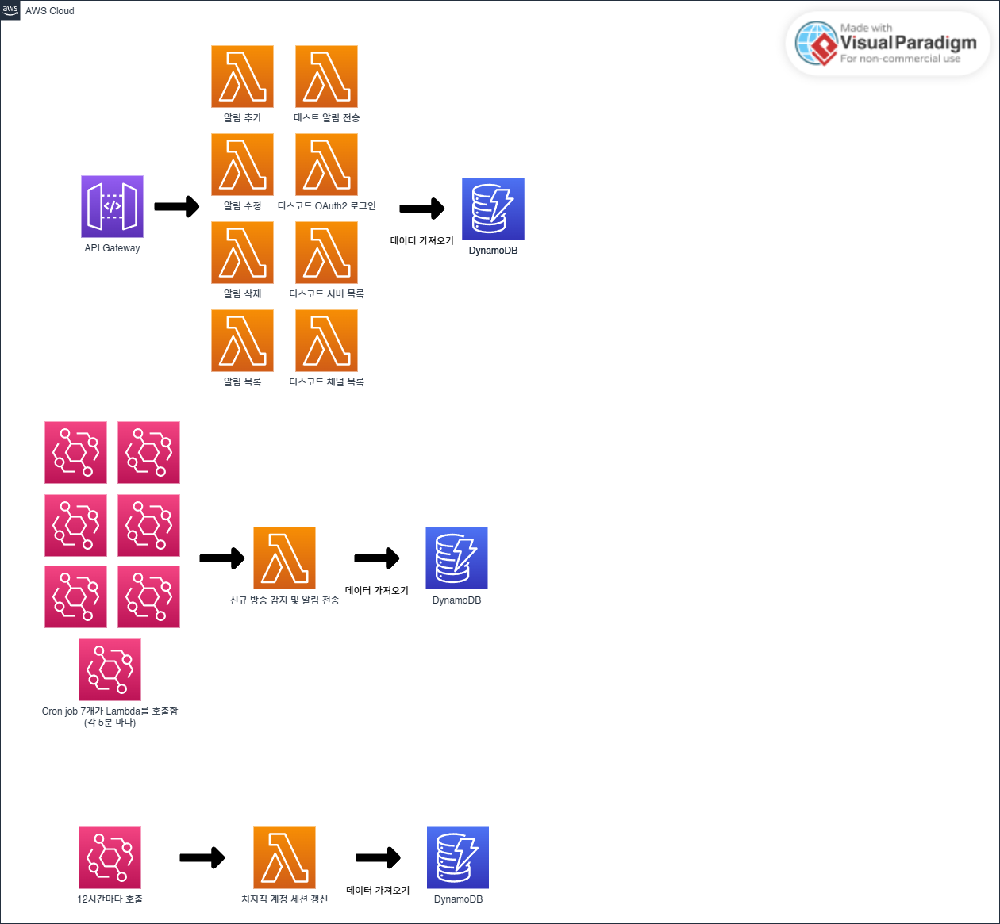 aws
AWS Cloud
Made with
Visual Paradigm
For non-commercial use
알림 추가
테스트 알림 전송
알림 수정
디스코드 OAuth2 로그인
API Gateway
데이터 가져오기
DynamoDB
알림 삭제
디스코드 서버 목록
알림 목록
디스코드 채널 목록
신규 방송 감지 및 알림 전송
데이터 가져오기
DynamoDB
Cron job 7개가 Lambda를 호출함
(각 5분 마다)
12시간마다 호출
치지직 계정 세션 갱신
데이터 가져오기
DynamoDB